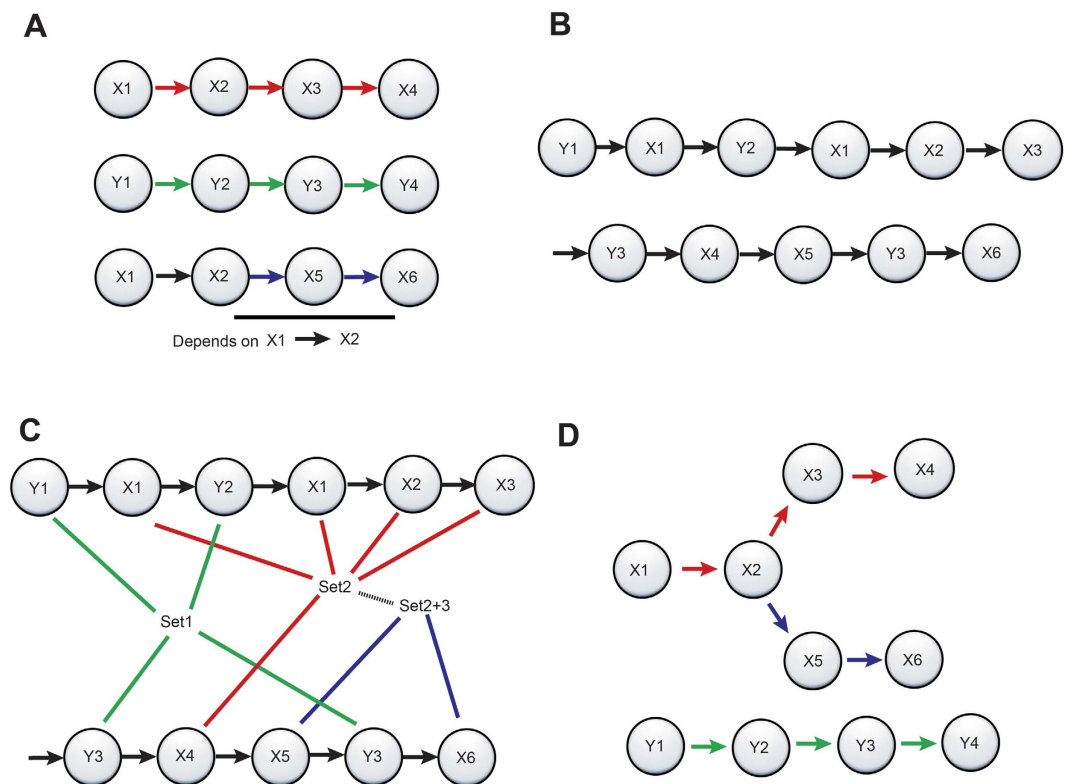 A
X1 X2 X3 X4
Y1 Y2 Y3 Y4
X1 X2 X5 X6
Depends on X1 X2
B
Y1 X1 Y2 X1 X2 X3
Y3 X4 X5 Y3 X6
C
Y1 X1 Y2 X1 X2 X3
Set2
Set2+3
Set1
Y3 X4 X5 Y3 X6
D
X3 X4
X1 X2
X5 X6
Y1 Y2 Y3 Y4